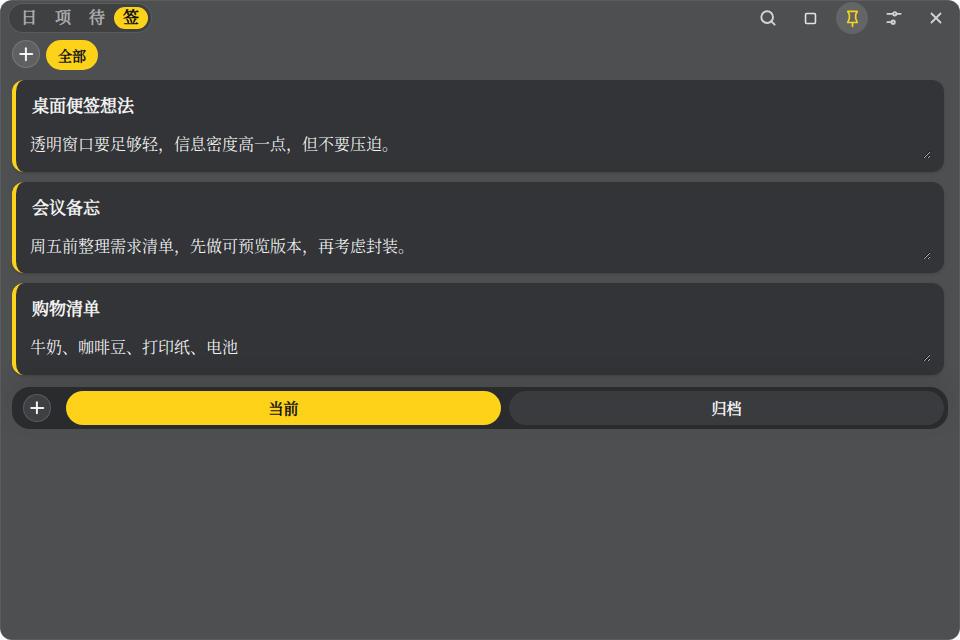 日 项 待 签
全部
桌面便签想法
透明窗口要足够轻，信息密度高一点，但不要压迫。
会议备忘
周五前整理需求清单，先做可预览版本，再考虑封装。
购物清单
牛奶、咖啡豆、打印纸、电池
当前 归档